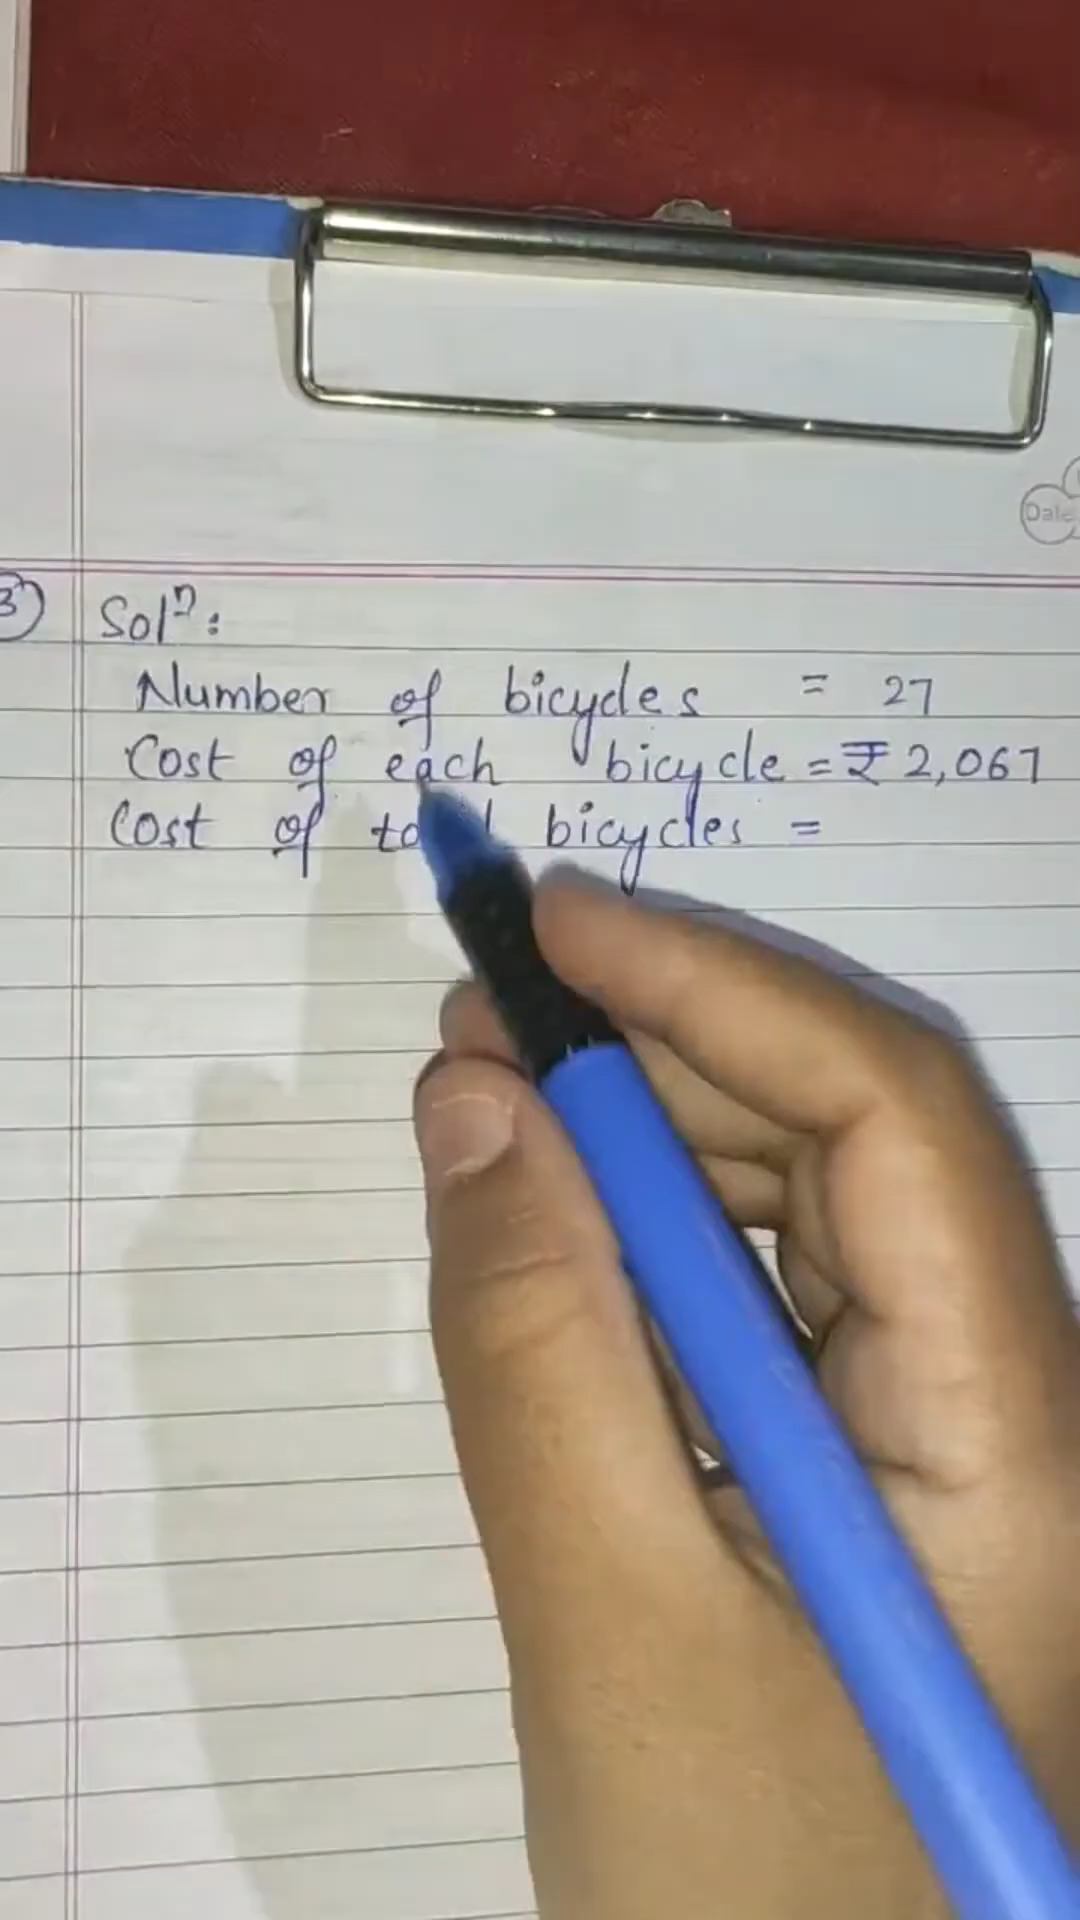 3) Solⁿ:
Number of bicycles = 27
Cost of each bicycle = ₹ 2,067
Cost of bicycles =